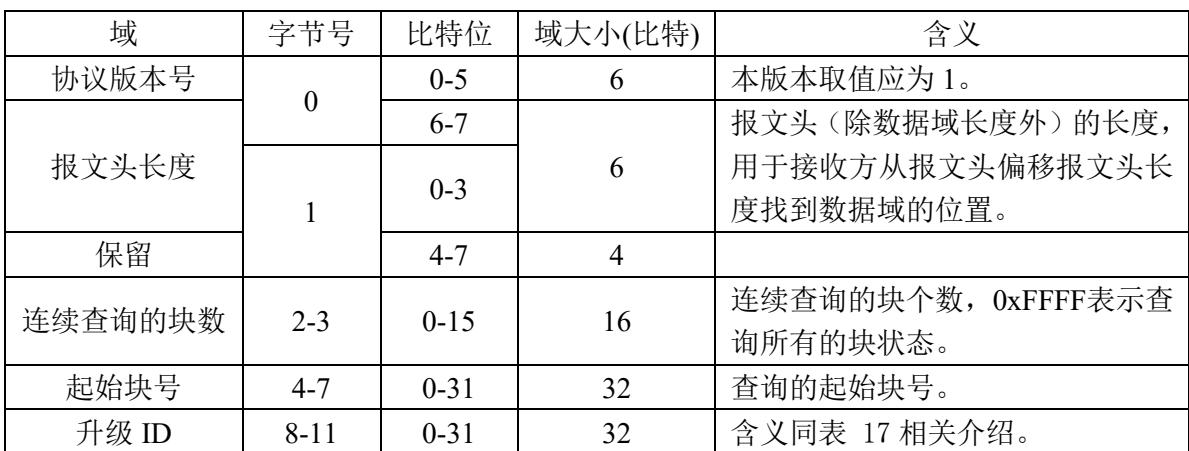 域 字节号 比特位 域大小(比特) 含义
协议版本号 0 0-5 6 本版本取值应为 1。
报文头长度 6-7 6 报文头（除数据域长度外）的长度，
1 0-3 用于接收方从报文头偏移报文头长
度找到数据域的位置。
保留 4-7 4
连续查询的块数 2-3 0-15 16 连续查询的块个数，0xFFFF表示查
询所有的块状态。
起始块号 4-7 0-31 32 查询的起始块号。
升级 ID 8-11 0-31 32 含义同表 17 相关介绍。